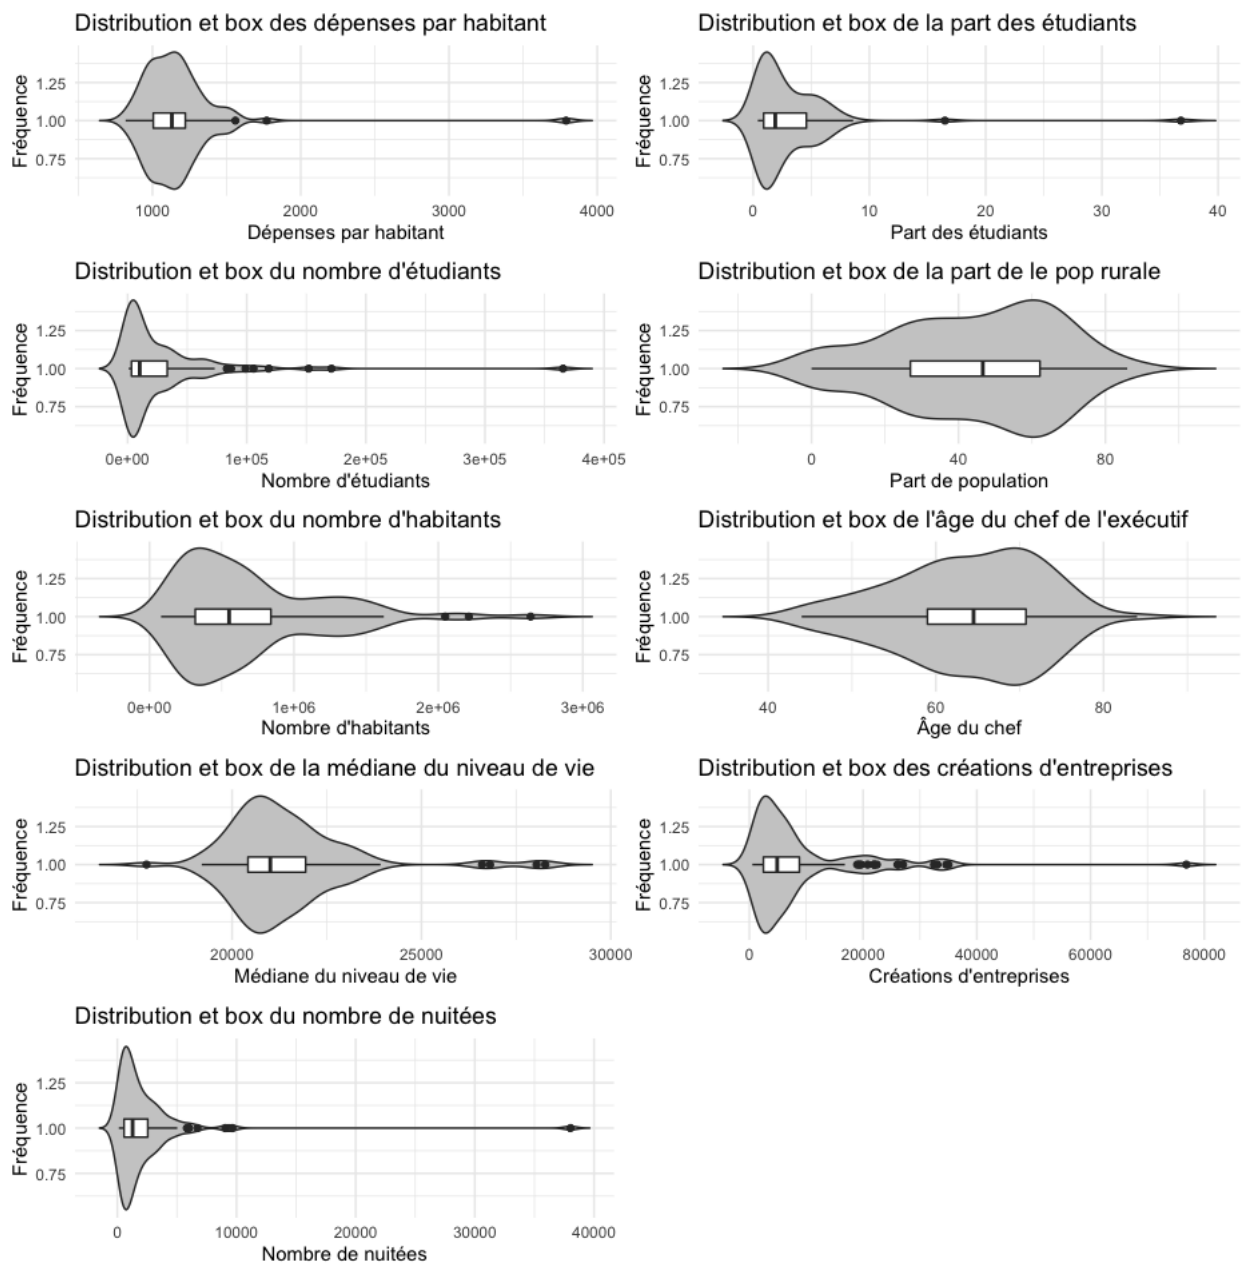 Distribution et box des dépenses par habitant
Fréquence
1.25
1.00
0.75
1000 2000 3000 4000
Dépenses par habitant
Distribution et box de la part des étudiants
Fréquence
1.25
1.00
0.75
0 10 20 30 40
Part des étudiants
Distribution et box du nombre d'étudiants
Fréquence
1.25
1.00
0.75
0e+00 1e+05 2e+05 3e+05 4e+05
Nombre d'étudiants
Distribution et box de la part de le pop rurale
Fréquence
1.25
1.00
0.75
0 40 80
Part de population
Distribution et box du nombre d'habitants
Fréquence
1.25
1.00
0.75
0e+00 1e+06 2e+06 3e+06
Nombre d'habitants
Distribution et box de l'âge du chef de l'exécutif
Fréquence
1.25
1.00
0.75
40 60 80
Âge du chef
Distribution et box de la médiane du niveau de vie
Fréquence
1.25
1.00
0.75
20000 25000 30000
Médiane du niveau de vie
Distribution et box des créations d'entreprises
Fréquence
1.25
1.00
0.75
0 20000 40000 60000 80000
Créations d'entreprises
Distribution et box du nombre de nuitées
Fréquence
1.25
1.00
0.75
0 10000 20000 30000 40000
Nombre de nuitées